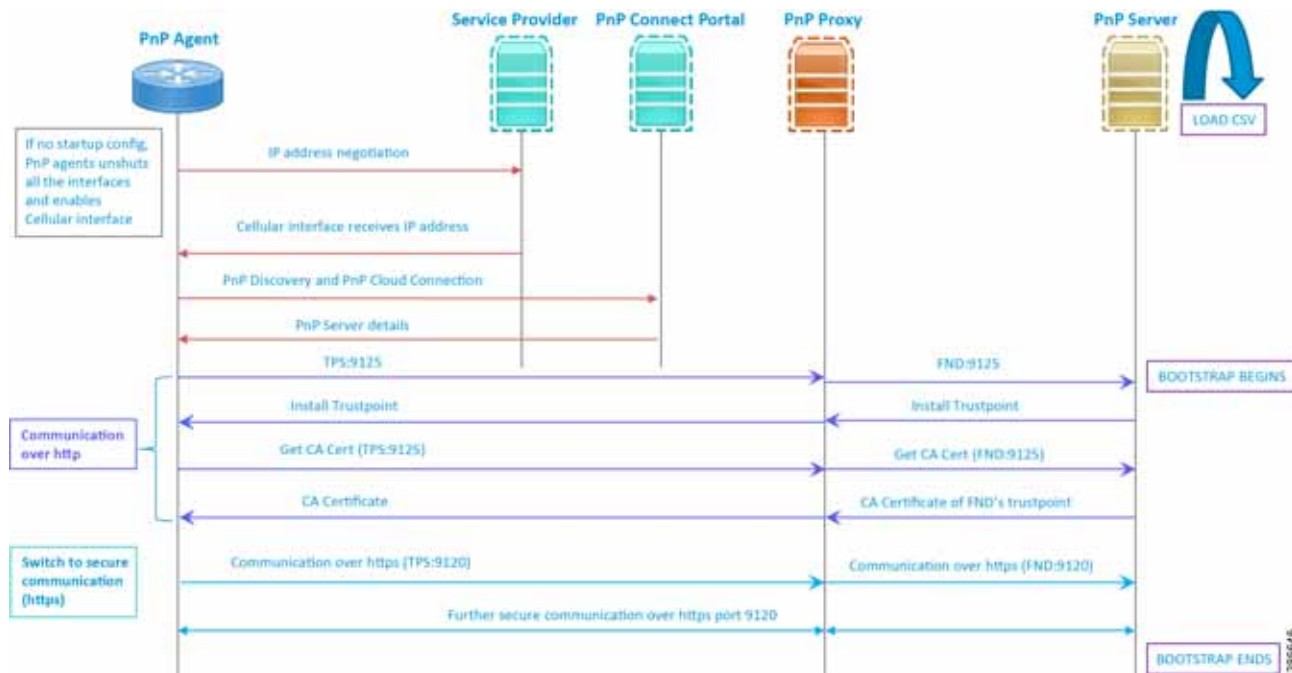 Service Provider
PnP Connect Portal
PnP Proxy
PnP Server
PnP Agent
LOAD CSV
If no startup config,
PnP agents unshuts
all the interfaces
and enables
Cellular interface
IP address negotiation
Cellular interface receives IP address
PnP Discovery and PnP Cloud Connection
PnP Server details
TPS:9125
FND:9125
BOOTSTRAP BEGINS
Install Trustpoint
Install Trustpoint
Communication
over http
Get CA Cert (TPS:9125)
Get CA Cert (FND:9125)
CA Certificate
CA Certificate of FND's trustpoint
Switch to secure
communication
(https)
Communication over https (TPS:9120)
Communication over https (FND:9120)
Further secure communication over https port 9120
BOOTSTRAP ENDS